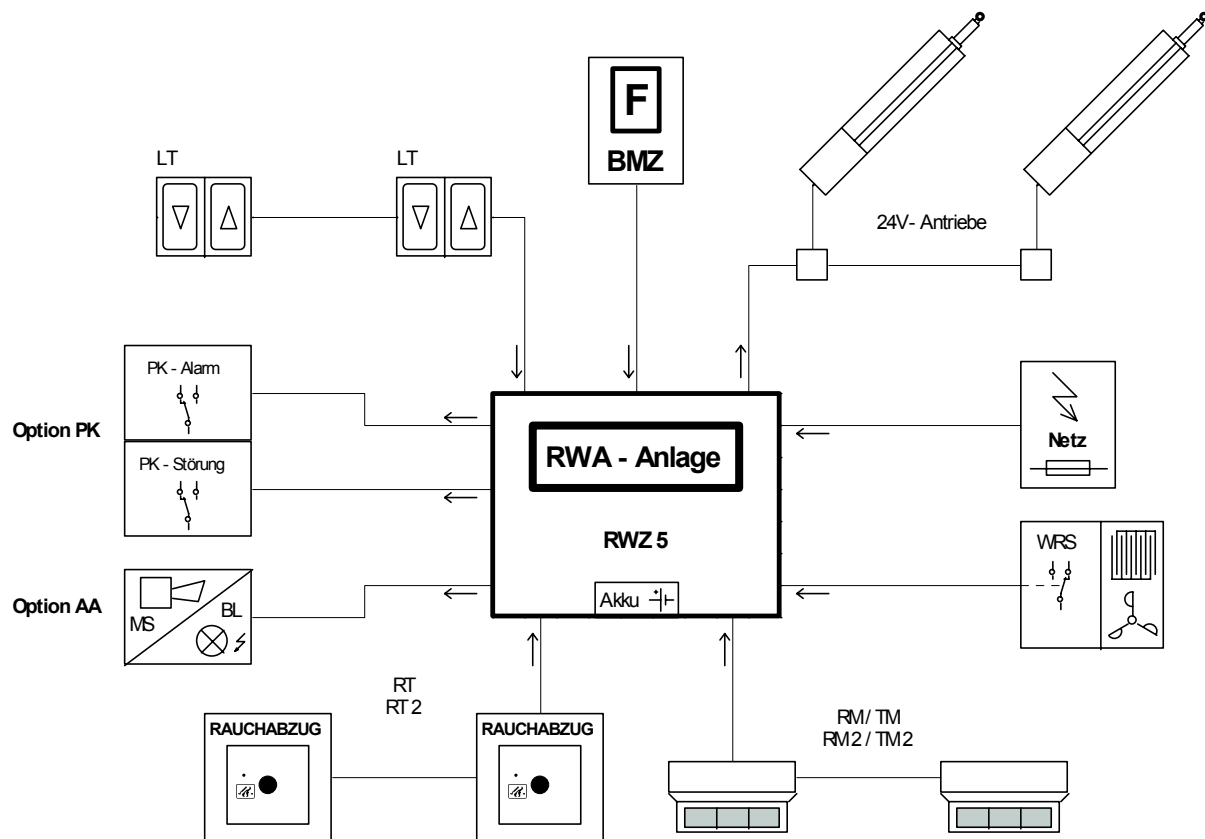 F
BMZ
LT
LT
24V- Antriebe
PK - Alarm
Option PK
PK - Störung
RWA - Anlage
Netz
RWZ 5
WRS
Option AA
MS
BL
Akku
RT
RT 2
RAUCHABZUG
RAUCHABZUG
RM / TM
RM 2 / TM 2